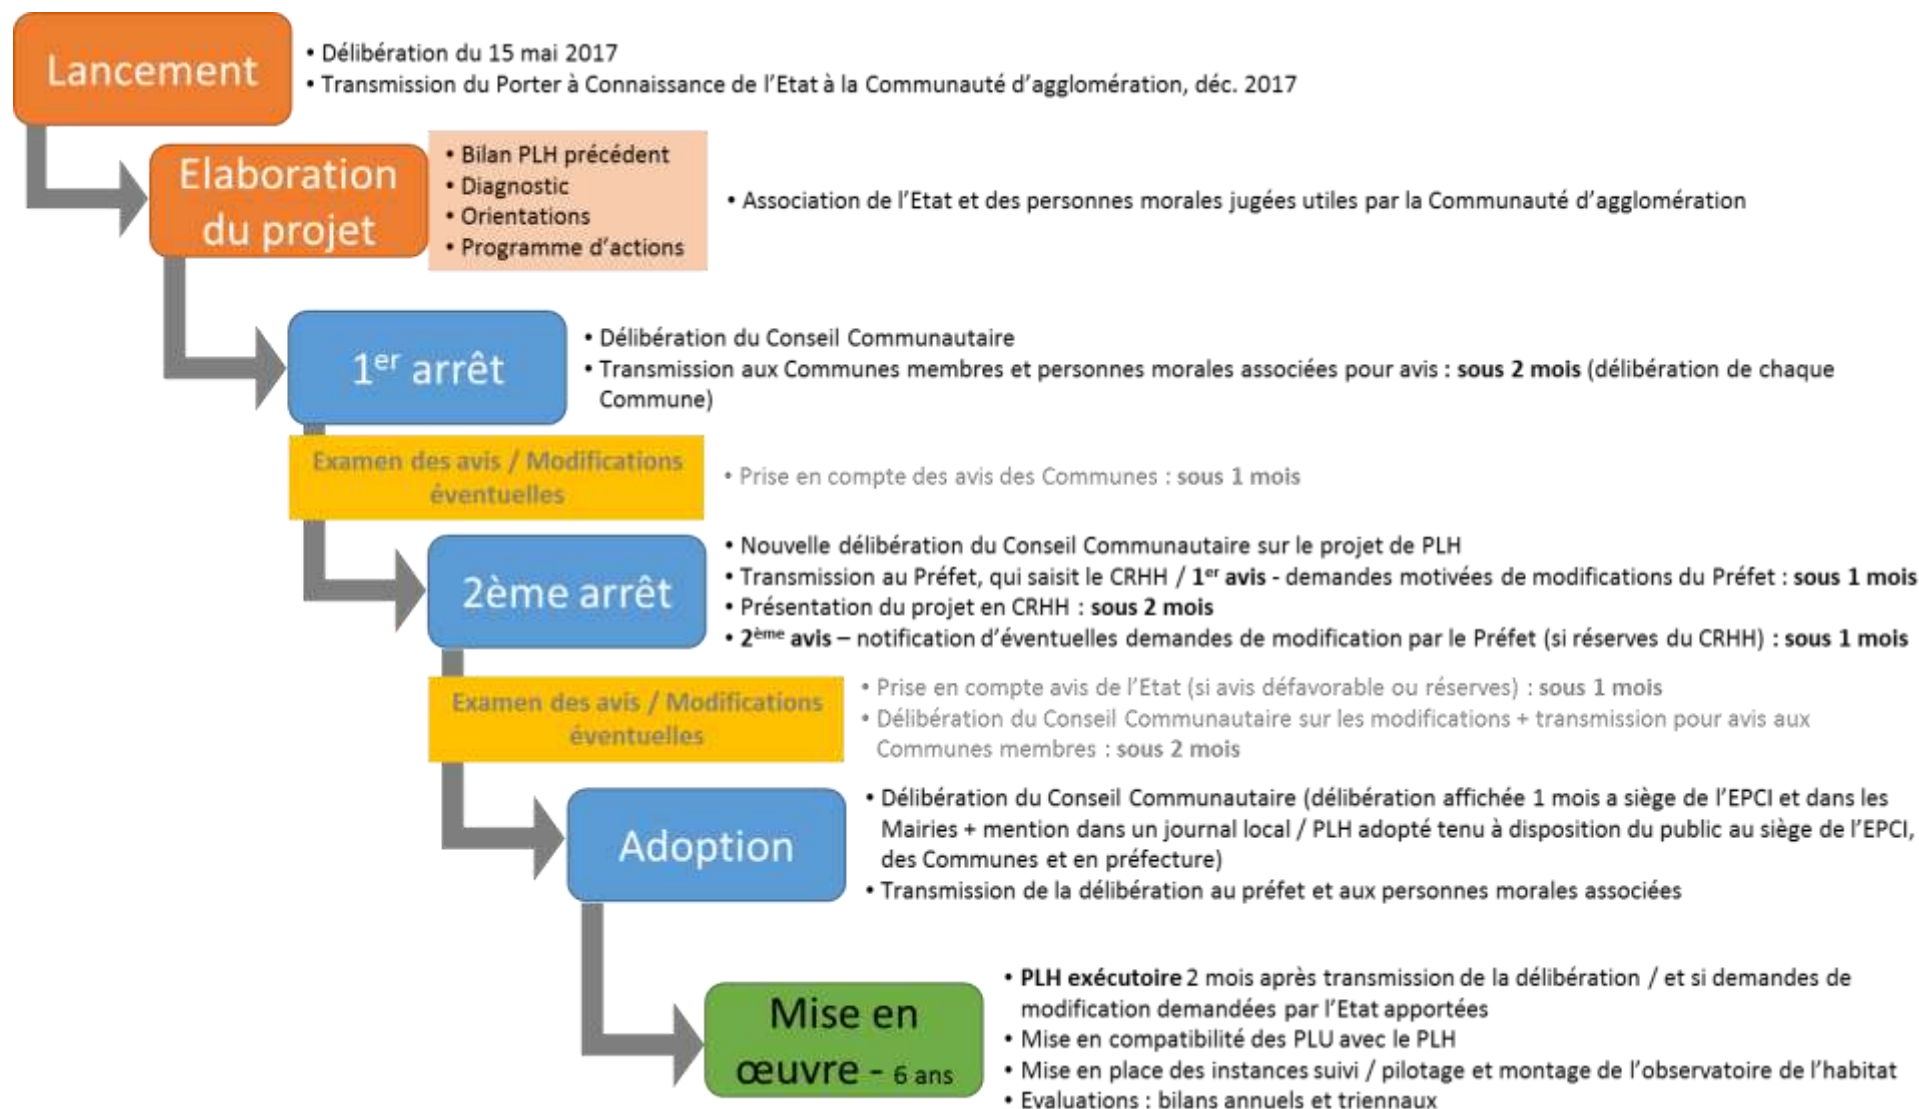 Lancement
• Délibération du 15 mai 2017
• Transmission du Porter à Connaissance de l'Etat à la Communauté d'agglomération, déc. 2017
Elaboration
du projet
• Bilan PLH précédent
• Diagnostic
• Orientations
• Programme d'actions
• Association de l'Etat et des personnes morales jugées utiles par la Communauté d'agglomération
1er arrêt
• Délibération du Conseil Communautaire
• Transmission aux Communes membres et personnes morales associées pour avis : sous 2 mois (délibération de chaque
Commune)
Examen des avis / Modifications
éventuelles
• Prise en compte des avis des Communes : sous 1 mois
2ème arrêt
• Nouvelle délibération du Conseil Communautaire sur le projet de PLH
• Transmission au Préfet, qui saisit le CRHH / 1er avis - demandes motivées de modifications du Préfet : sous 1 mois
• Présentation du projet en CRHH : sous 2 mois
• 2ème avis – notification d'éventuelles demandes de modification par le Préfet (si réserves du CRHH) : sous 1 mois
Examen des avis / Modifications
éventuelles
• Prise en compte avis de l'Etat (si avis défavorable ou réserves) : sous 1 mois
• Délibération du Conseil Communautaire sur les modifications + transmission pour avis aux
Communes membres : sous 2 mois
Adoption
• Délibération du Conseil Communautaire (délibération affichée 1 mois a siège de l'EPCI et dans les
Mairies + mention dans un journal local / PLH adopté tenu à disposition du public au siège de l'EPCI,
des Communes et en préfecture)
• Transmission de la délibération au préfet et aux personnes morales associées
Mise en
œuvre - 6 ans
• PLH exécutoire 2 mois après transmission de la délibération / et si demandes de
modification demandées par l'Etat apportées
• Mise en compatibilité des PLU avec le PLH
• Mise en place des instances suivi / pilotage et montage de l'observatoire de l'habitat
• Evaluations : bilans annuels et triennaux